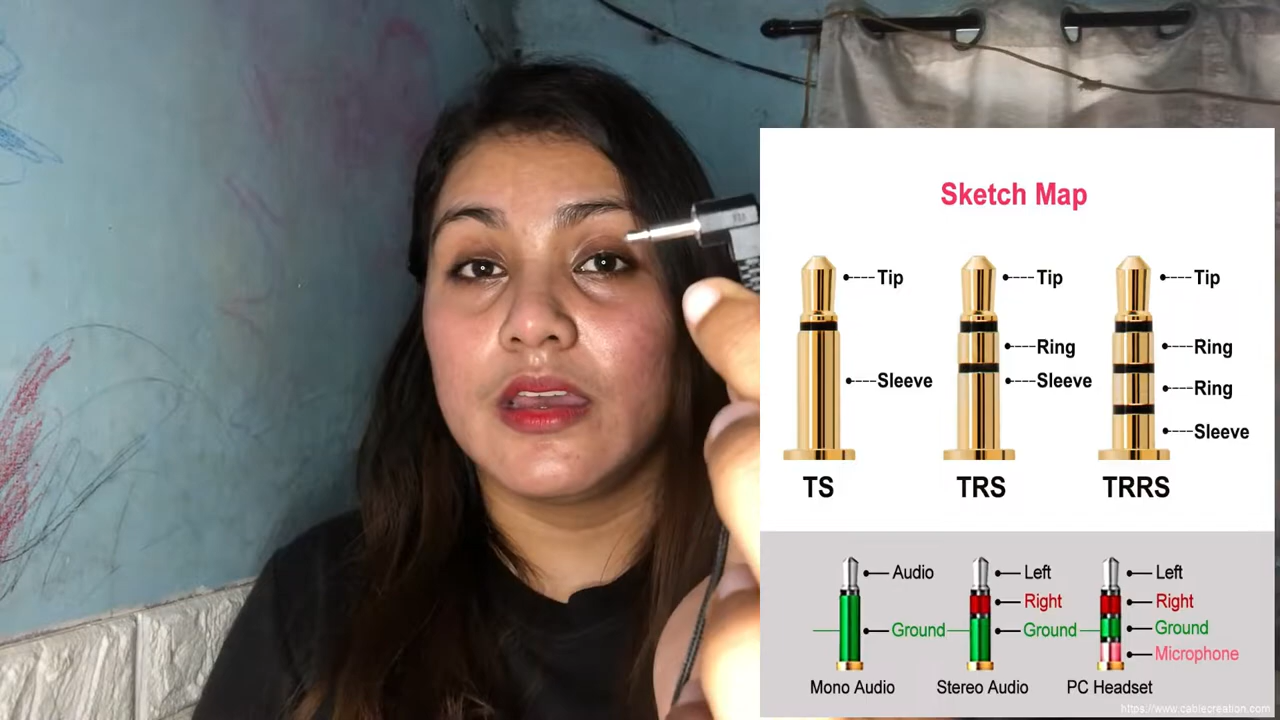 Sketch Map
Tip
Tip
Tip
Ring
Ring
Sleeve
Sleeve
Ring
Sleeve
TS
TRS
TRRS
Audio
Left
Left
Right
Right
Ground
Ground
Ground
Microphone
Mono Audio
Stereo Audio
PC Headset
https://www.cablecreation.com